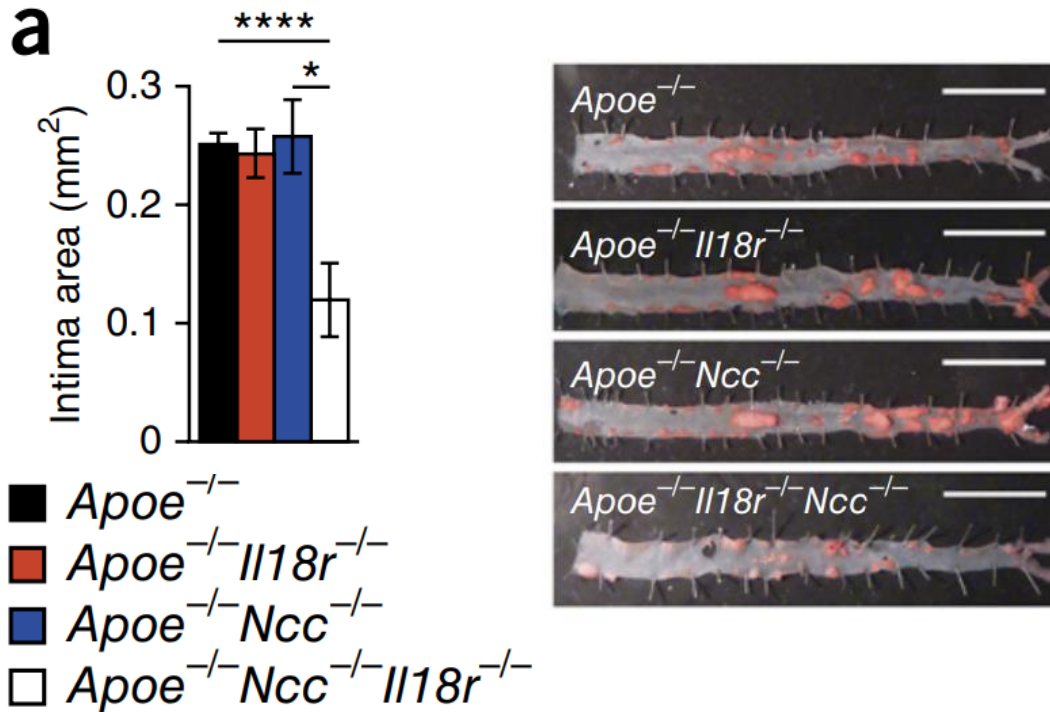 a
****
*
0.3
0.2
0.1
0
Intima area (mm²)
Apoe⁻/⁻
Apoe⁻/⁻Il18r⁻/⁻
Apoe⁻/⁻Ncc⁻/⁻
Apoe⁻/⁻Ncc⁻/⁻Il18r⁻/⁻
Apoe⁻/⁻
Apoe⁻/⁻Il18r⁻/⁻
Apoe⁻/⁻Ncc⁻/⁻
Apoe⁻/⁻Il18r⁻/⁻Ncc⁻/⁻